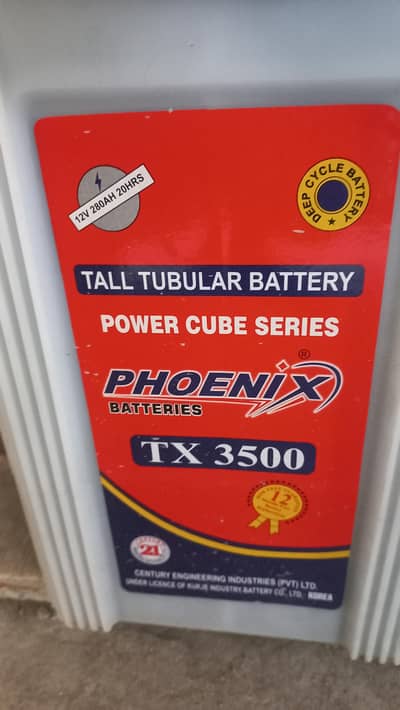 12V 280AH 20HRS
DEEP CYCLE BATTERY
TALL TUBULAR BATTERY
POWER CUBE SERIES
PHOENIX®
BATTERIES
TX 3500
12
21
CENTURY ENGINEERING INDUSTRIES (PVT) LTD.
UNDER LICENCE OF KUKJE INDUSTRY BATTERY CO., LTD. KOREA